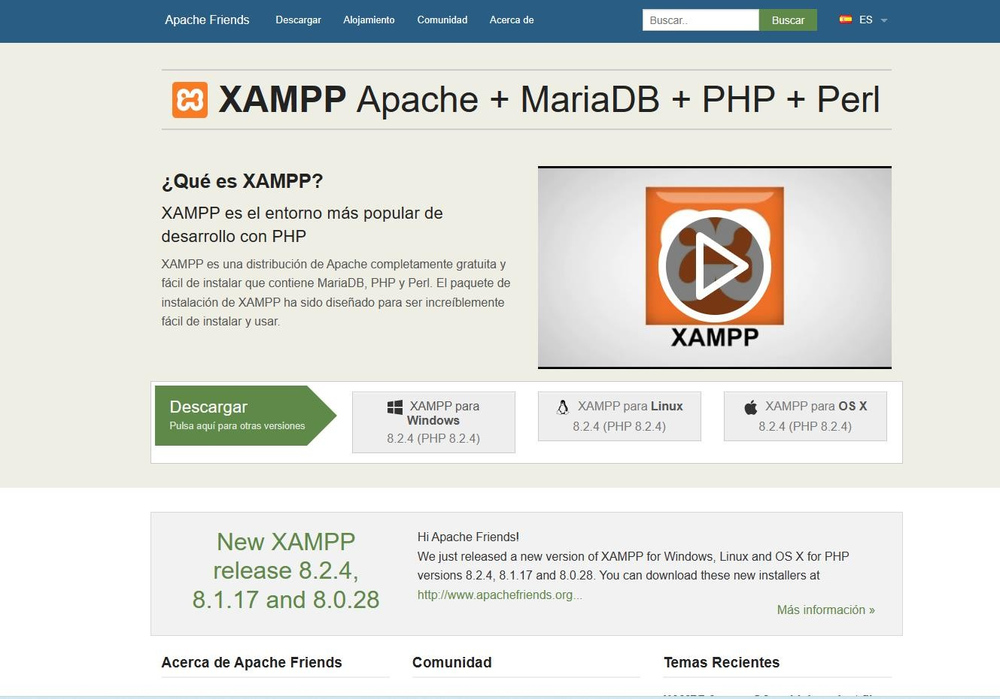 Apache Friends
Descargar
Alojamiento
Comunidad
Acerca de
Buscar..
Buscar
ES
XAMPP Apache + MariaDB + PHP + Perl
¿Qué es XAMPP?
XAMPP es el entorno más popular de
desarrollo con PHP
XAMPP es una distribución de Apache completamente gratuita y
fácil de instalar que contiene MariaDB, PHP y Perl. El paquete de
instalación de XAMPP ha sido diseñado para ser increíblemente
fácil de instalar y usar.
XAMPP
Descargar
Pulsa aquí para otras versiones
XAMPP para
Windows
8.2.4 (PHP 8.2.4)
XAMPP para Linux
8.2.4 (PHP 8.2.4)
XAMPP para OS X
8.2.4 (PHP 8.2.4)
New XAMPP
release 8.2.4,
8.1.17 and 8.0.28
Hi Apache Friends!
We just released a new version of XAMPP for Windows, Linux and OS X for PHP
versions 8.2.4, 8.1.17 and 8.0.28. You can download these new installers at
http://www.apachefriends.org...
Más información »
Acerca de Apache Friends
Comunidad
Temas Recientes